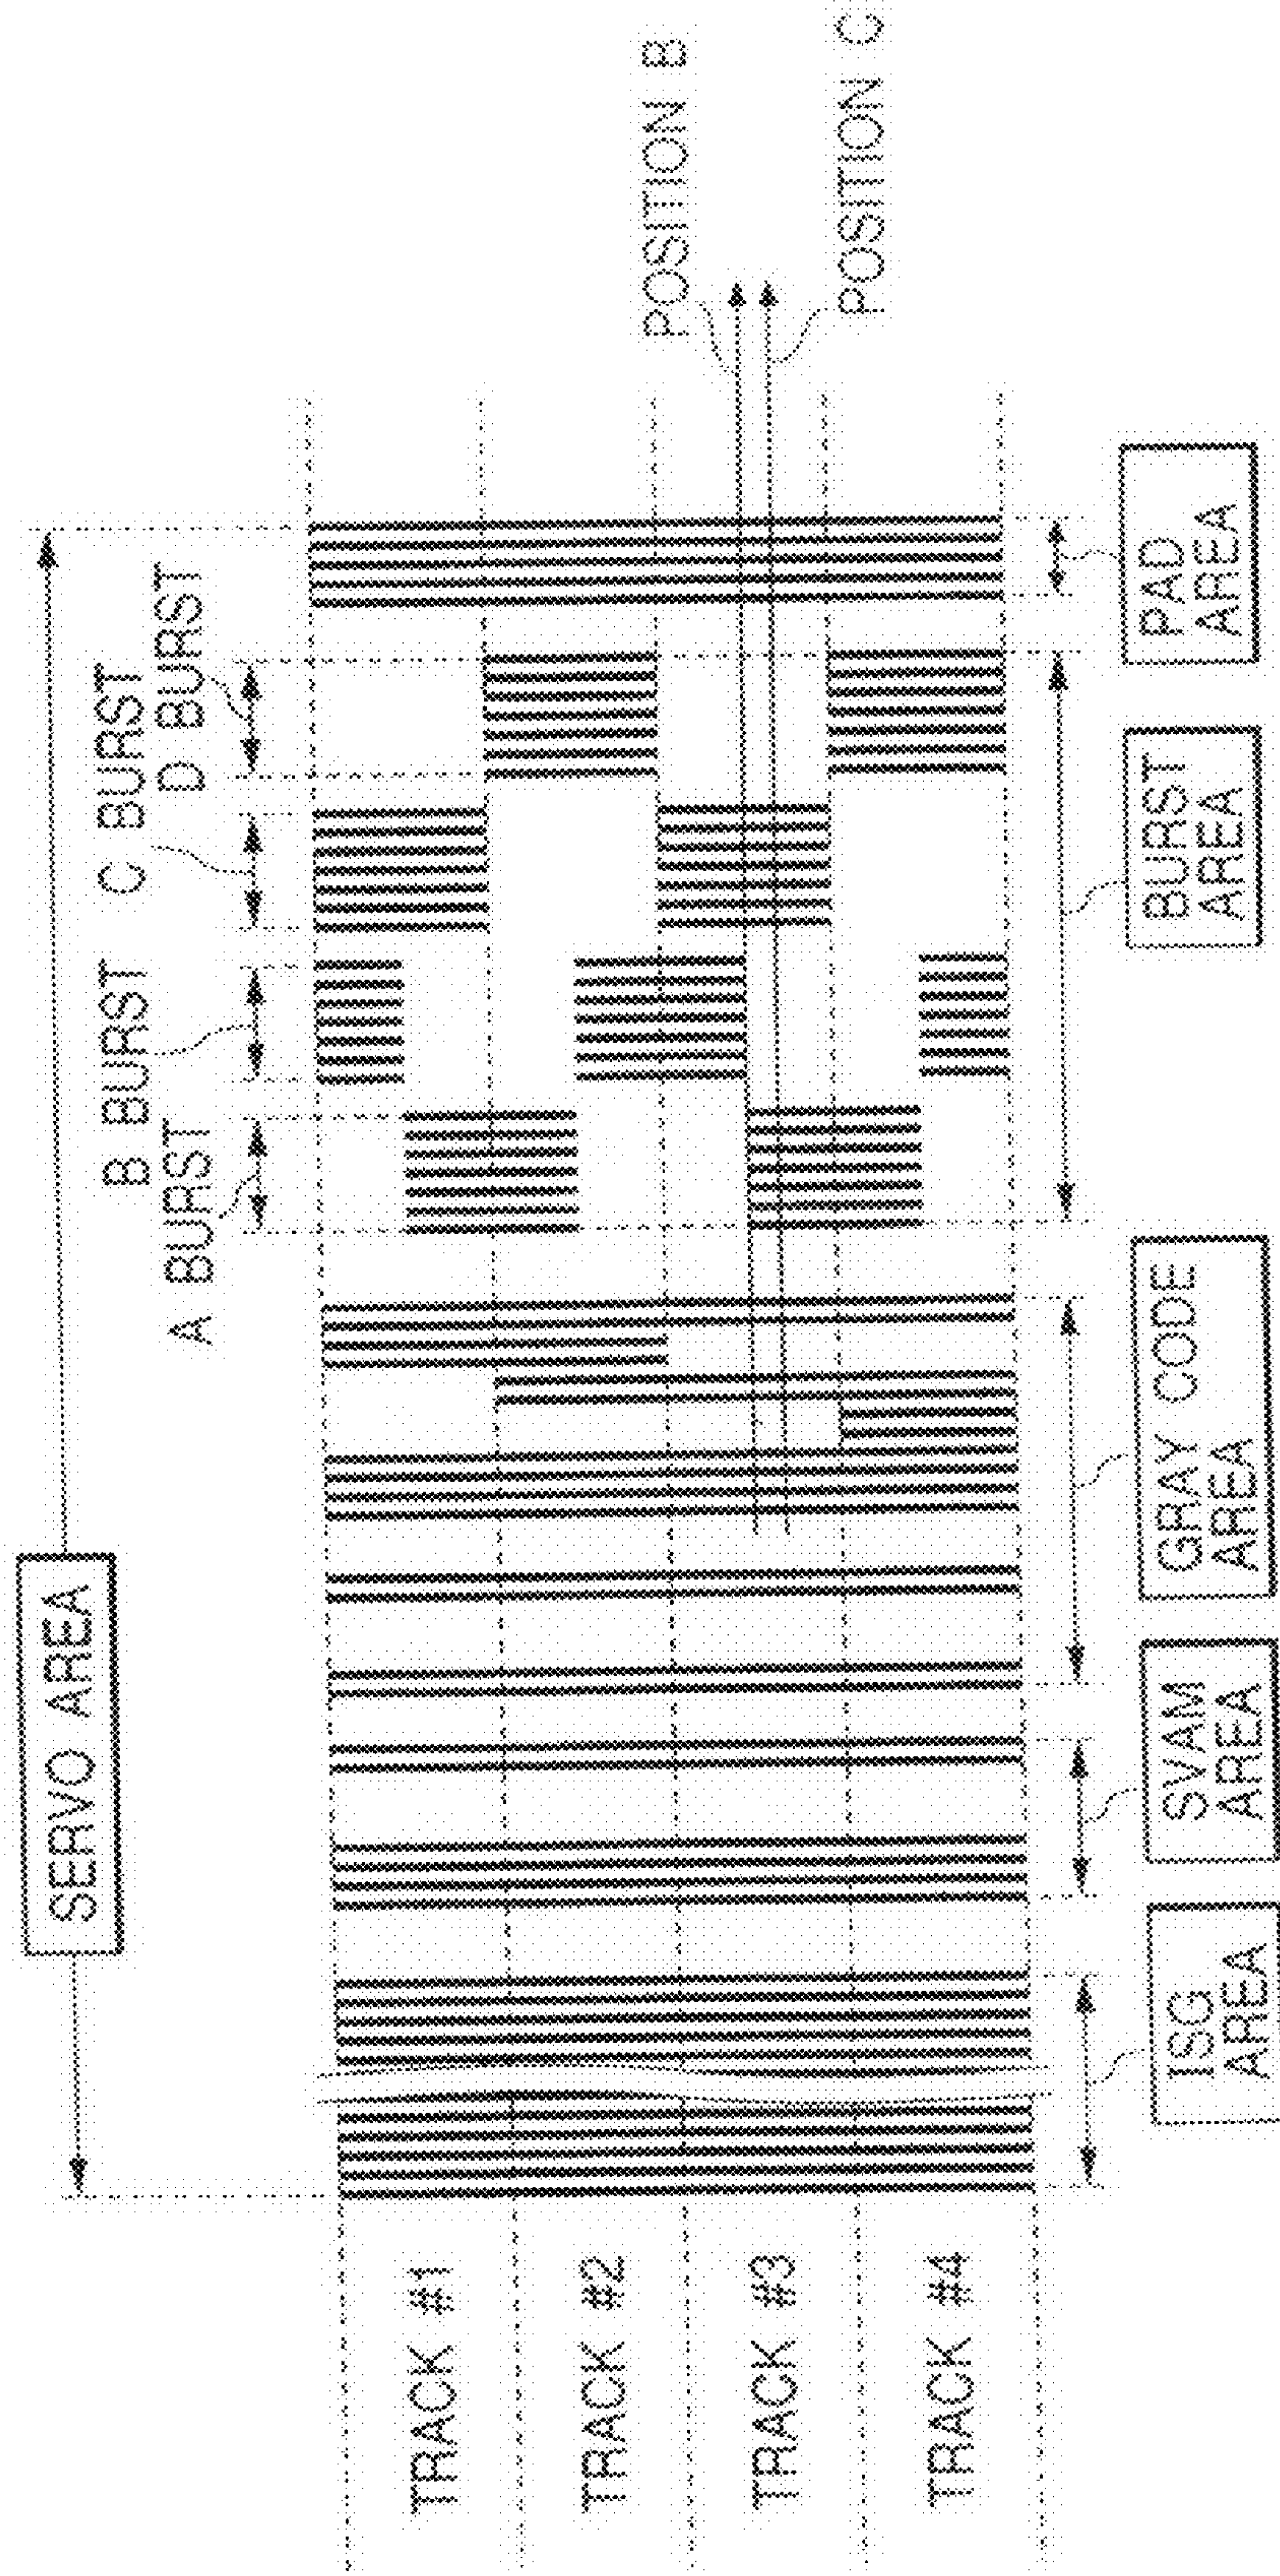 SERVO AREA
A BURST
B BURST
C BURST
D BURST
POSITION B
POSITION C
TRACK #1
TRACK #2
TRACK #3
TRACK #4
ISG
AREA
SVAM
AREA
GRAY CODE
AREA
BURST
AREA
PAD
AREA